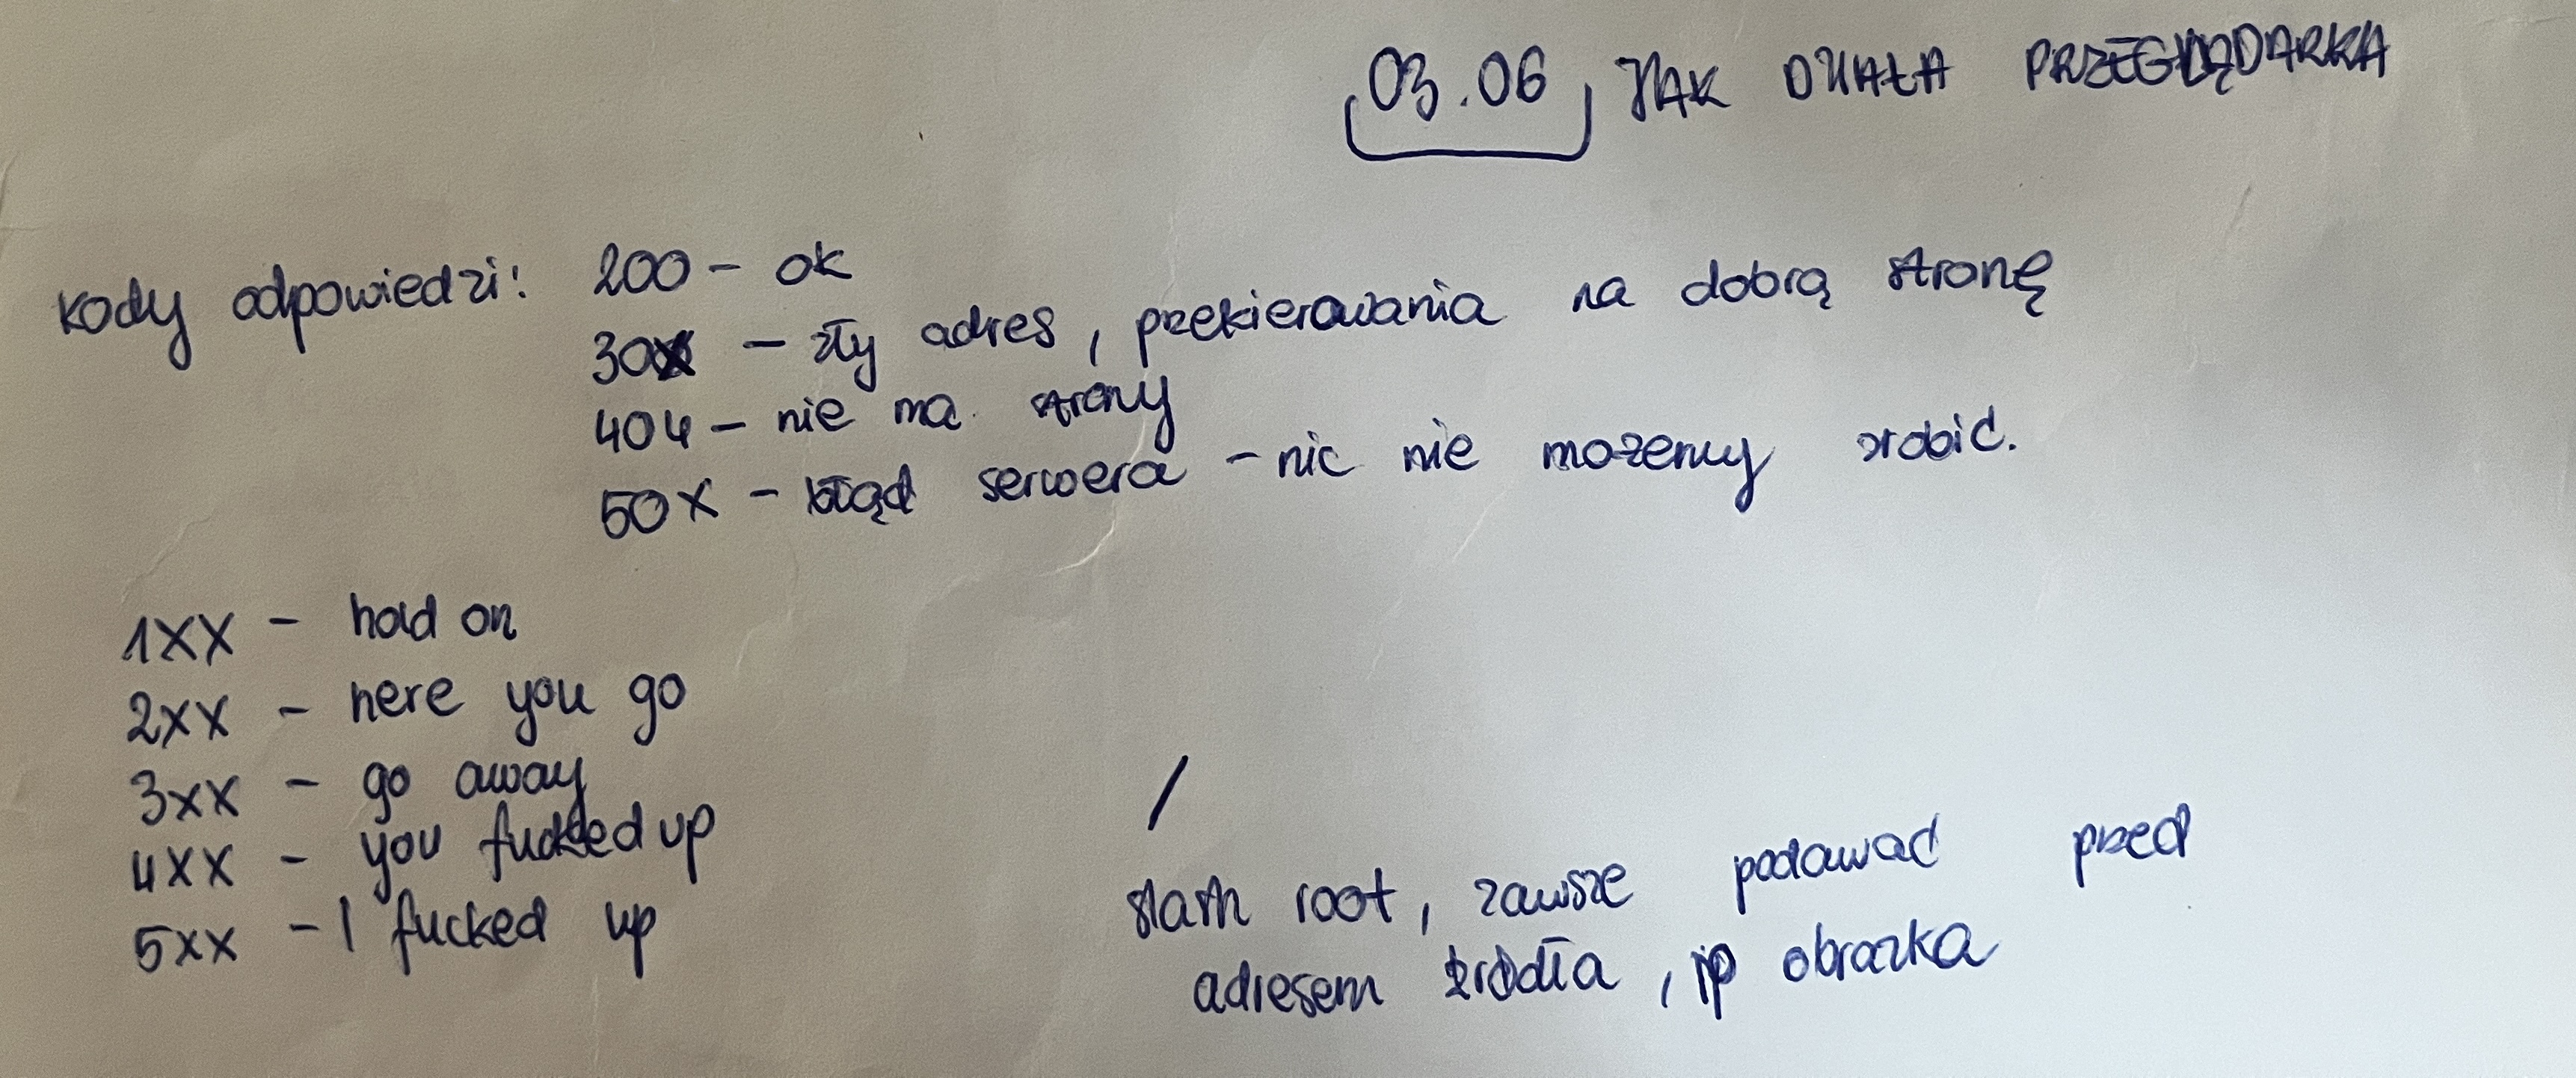 03.06 JAK DZIAŁA PRZEGLĄDARKA
kody odpowiedzi: 200 - ok
30x - zły adres, przekierowania na dobrą stronę
404 - nie ma strony
50x - błąd serwera - nic nie możemy zrobić.
1xx - hold on
2xx - here you go
3xx - go away
4xx - you fucked up
5xx - I fucked up
/
slash root, zawsze podawać przed
adresem źródła, np obrazka